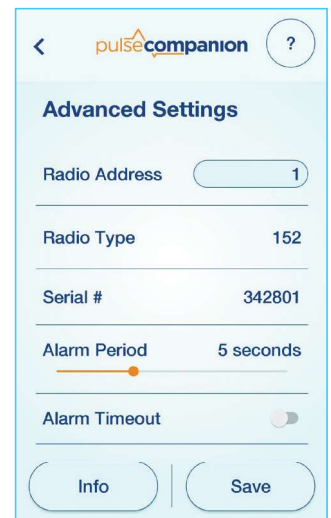 < pulsecompanion ?
Advanced Settings
Radio Address 1
Radio Type 152
Serial # 342801
Alarm Period 5 seconds
Alarm Timeout
Info Save